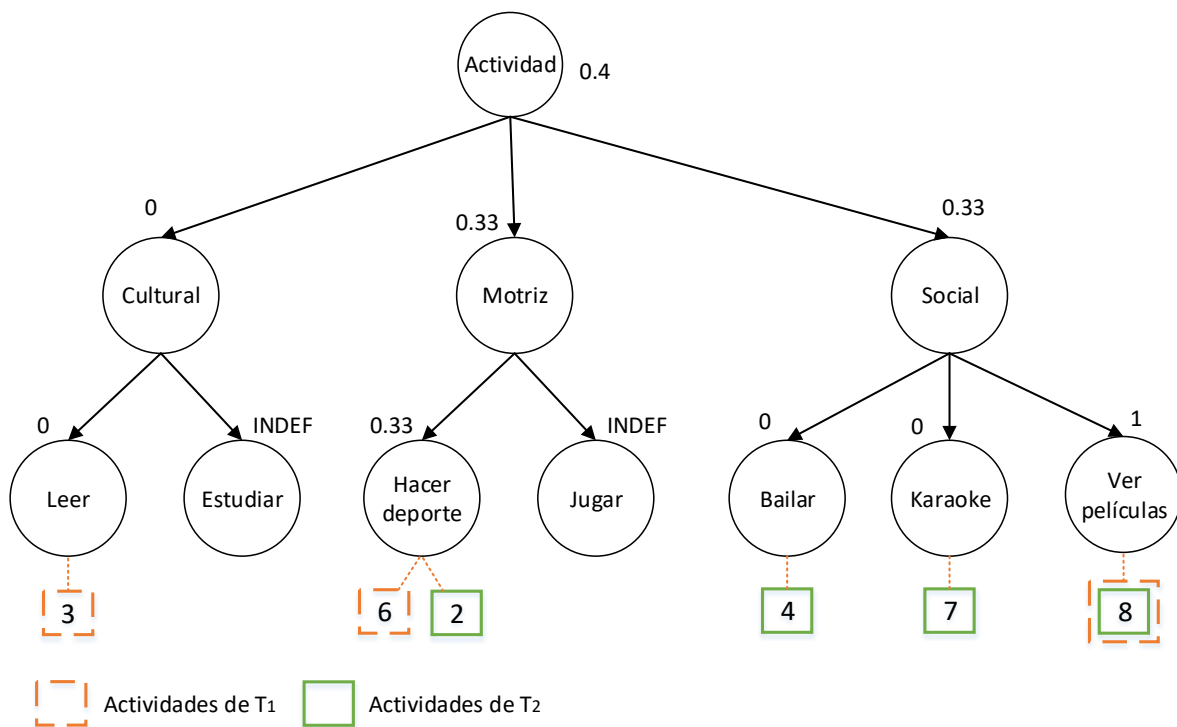 Actividad
0.4
0
0.33
0.33
Cultural
Motriz
Social
0
INDEF
0.33
INDEF
0
0
1
Leer
Estudiar
Hacer
deporte
Jugar
Bailar
Karaoke
Ver
películas
3
6
2
4
7
8
Actividades de T1
Actividades de T2